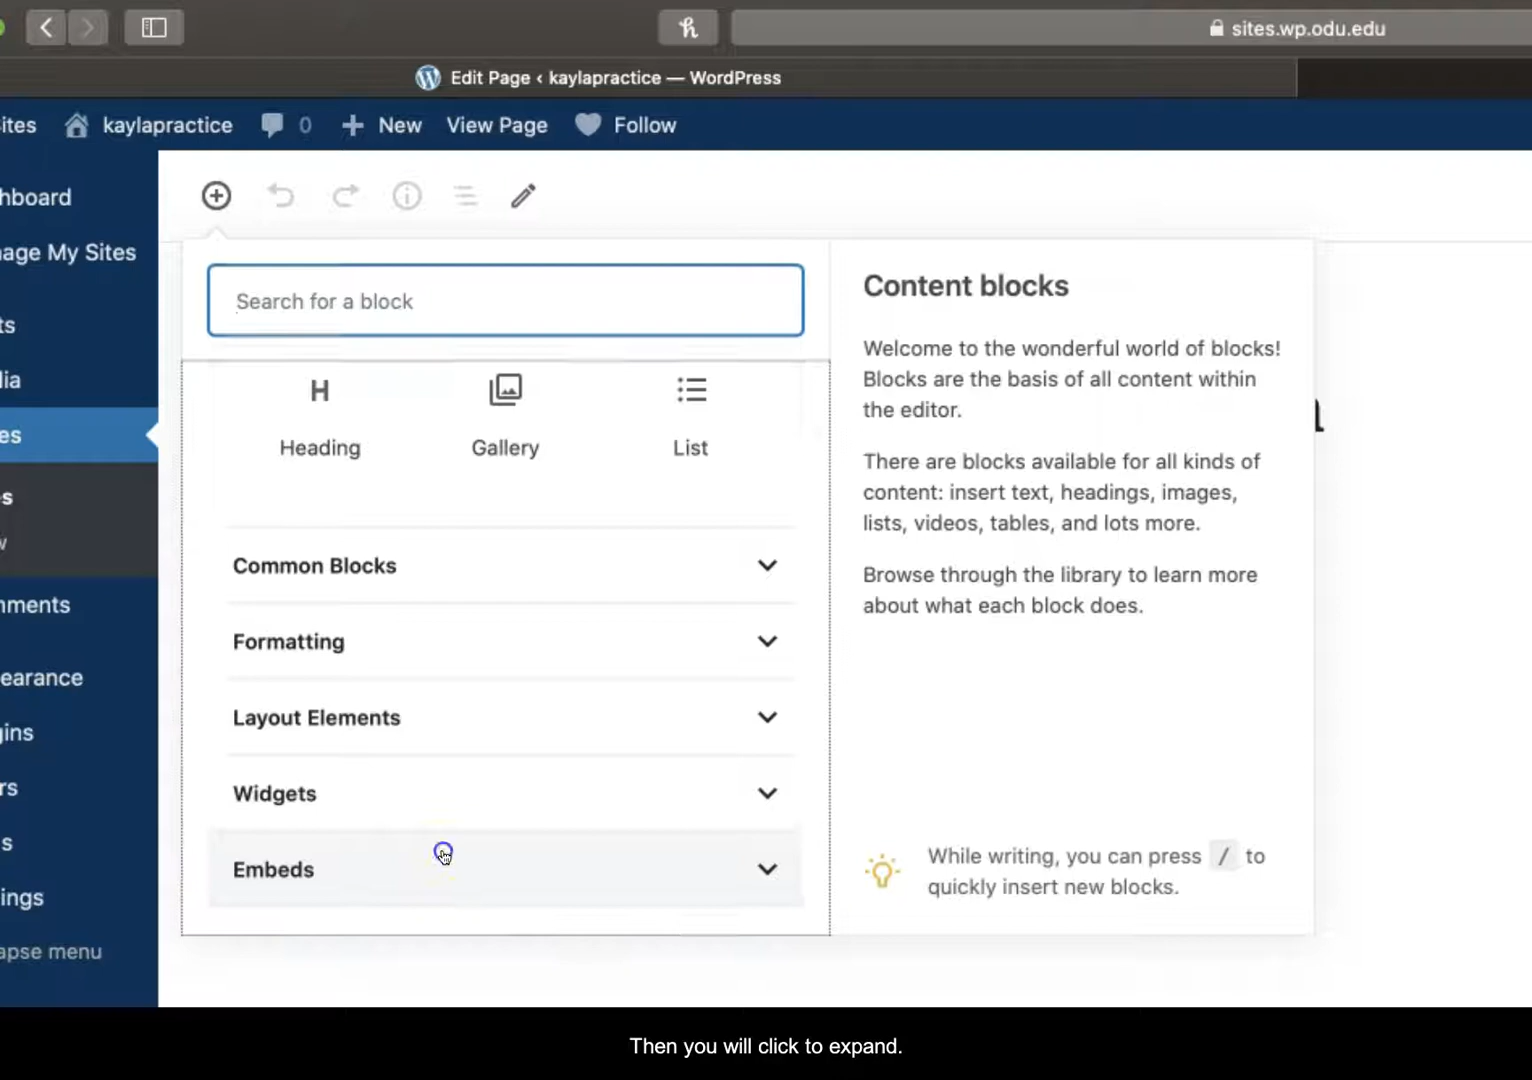 sites.wp.odu.edu
Edit Page ‹ kaylapractice — WordPress
ites kaylapractice 0 New View Page Follow
hboard
nage My Sites
ts
lia
es
s
w
nments
earance
gins
rs
s
ings
apse menu
Search for a block
H
Heading Gallery List
Common Blocks
Formatting
Layout Elements
Widgets
Embeds
Content blocks
Welcome to the wonderful world of blocks!
Blocks are the basis of all content within
the editor.
There are blocks available for all kinds of
content: insert text, headings, images,
lists, videos, tables, and lots more.
Browse through the library to learn more
about what each block does.
While writing, you can press / to
quickly insert new blocks.
Then you will click to expand.